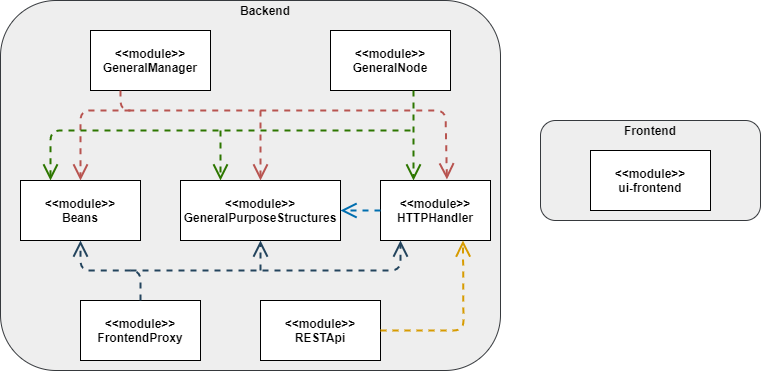 Backend
<<module>>
GeneralManager
<<module>>
GeneralNode
Frontend
<<module>>
ui-frontend
<<module>>
Beans
<<module>>
GeneralPurposeStructures
<<module>>
HTTPHandler
<<module>>
FrontendProxy
<<module>>
RESTApi